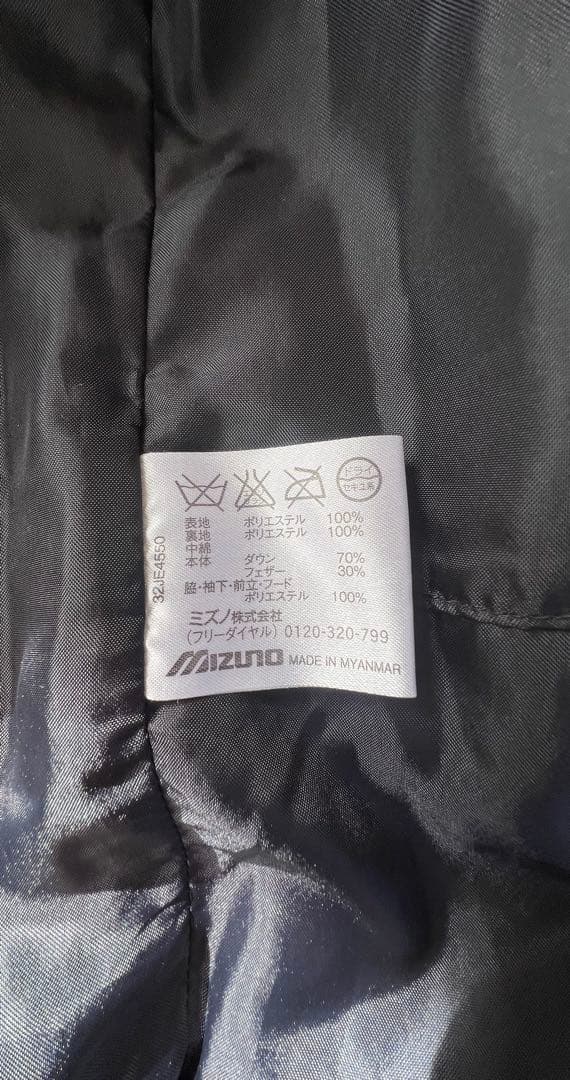 ドライ
セキユ系
表地 ポリエステル 100%
裏地 ポリエステル 100%
中綿
本体 ダウン 70%
フェザー 30%
脇・袖下・前立・フード
ポリエステル 100%
ミズノ株式会社
(フリーダイヤル) 0120-320-799
MIZUNO MADE IN MYANMAR
32JE4550